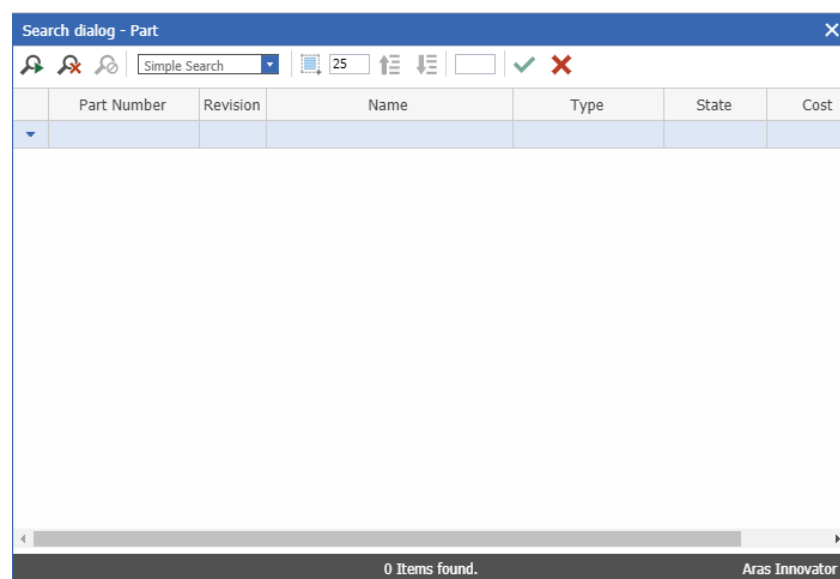 Search dialog - Part
Simple Search 25
Part Number Revision Name Type State Cost
0 Items found. Aras Innovator